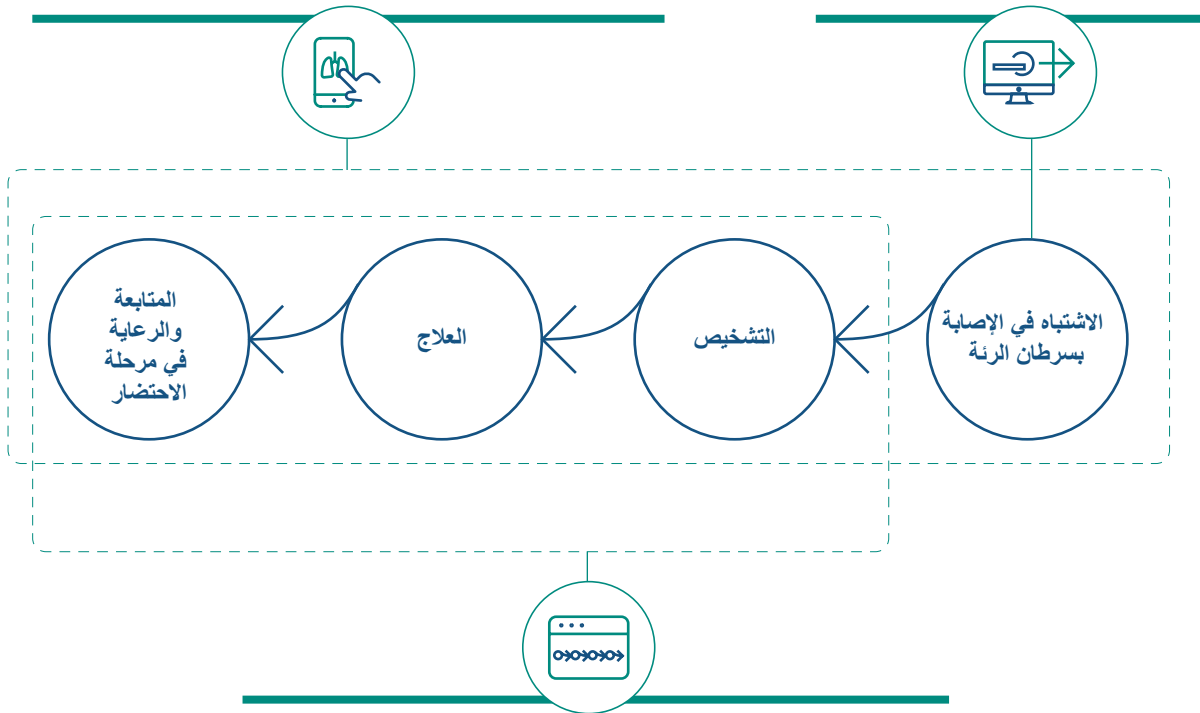 الاشتباه في الإصابة
بسرطان الرئة
التشخيص
العلاج
المتابعة
والرعاية
في مرحلة
الاحتضار